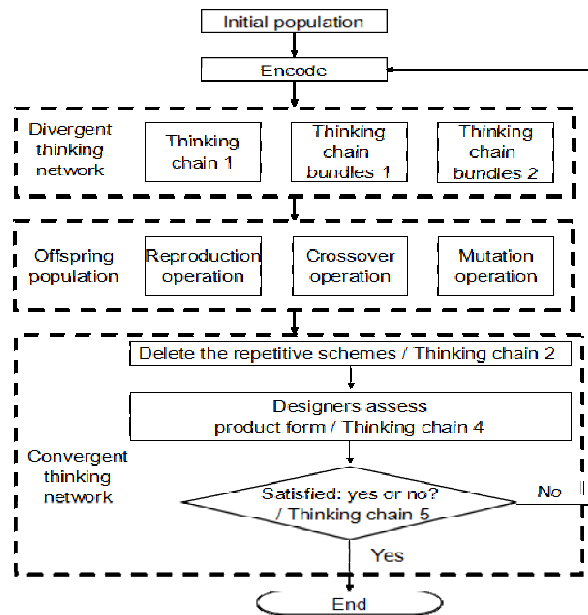 Initial population
Encode
Divergent
thinking
network
Thinking
chain 1
Thinking
chain
bundles 1
Thinking
chain
bundles 2
Offspring
population
Reproduction
operation
Crossover
operation
Mutation
operation
Delete the repetitive schemes / Thinking chain 2
Designers assess
product form / Thinking chain 4
Convergent
thinking
network
Satisfied: yes or no?
/ Thinking chain 5
No
Yes
End